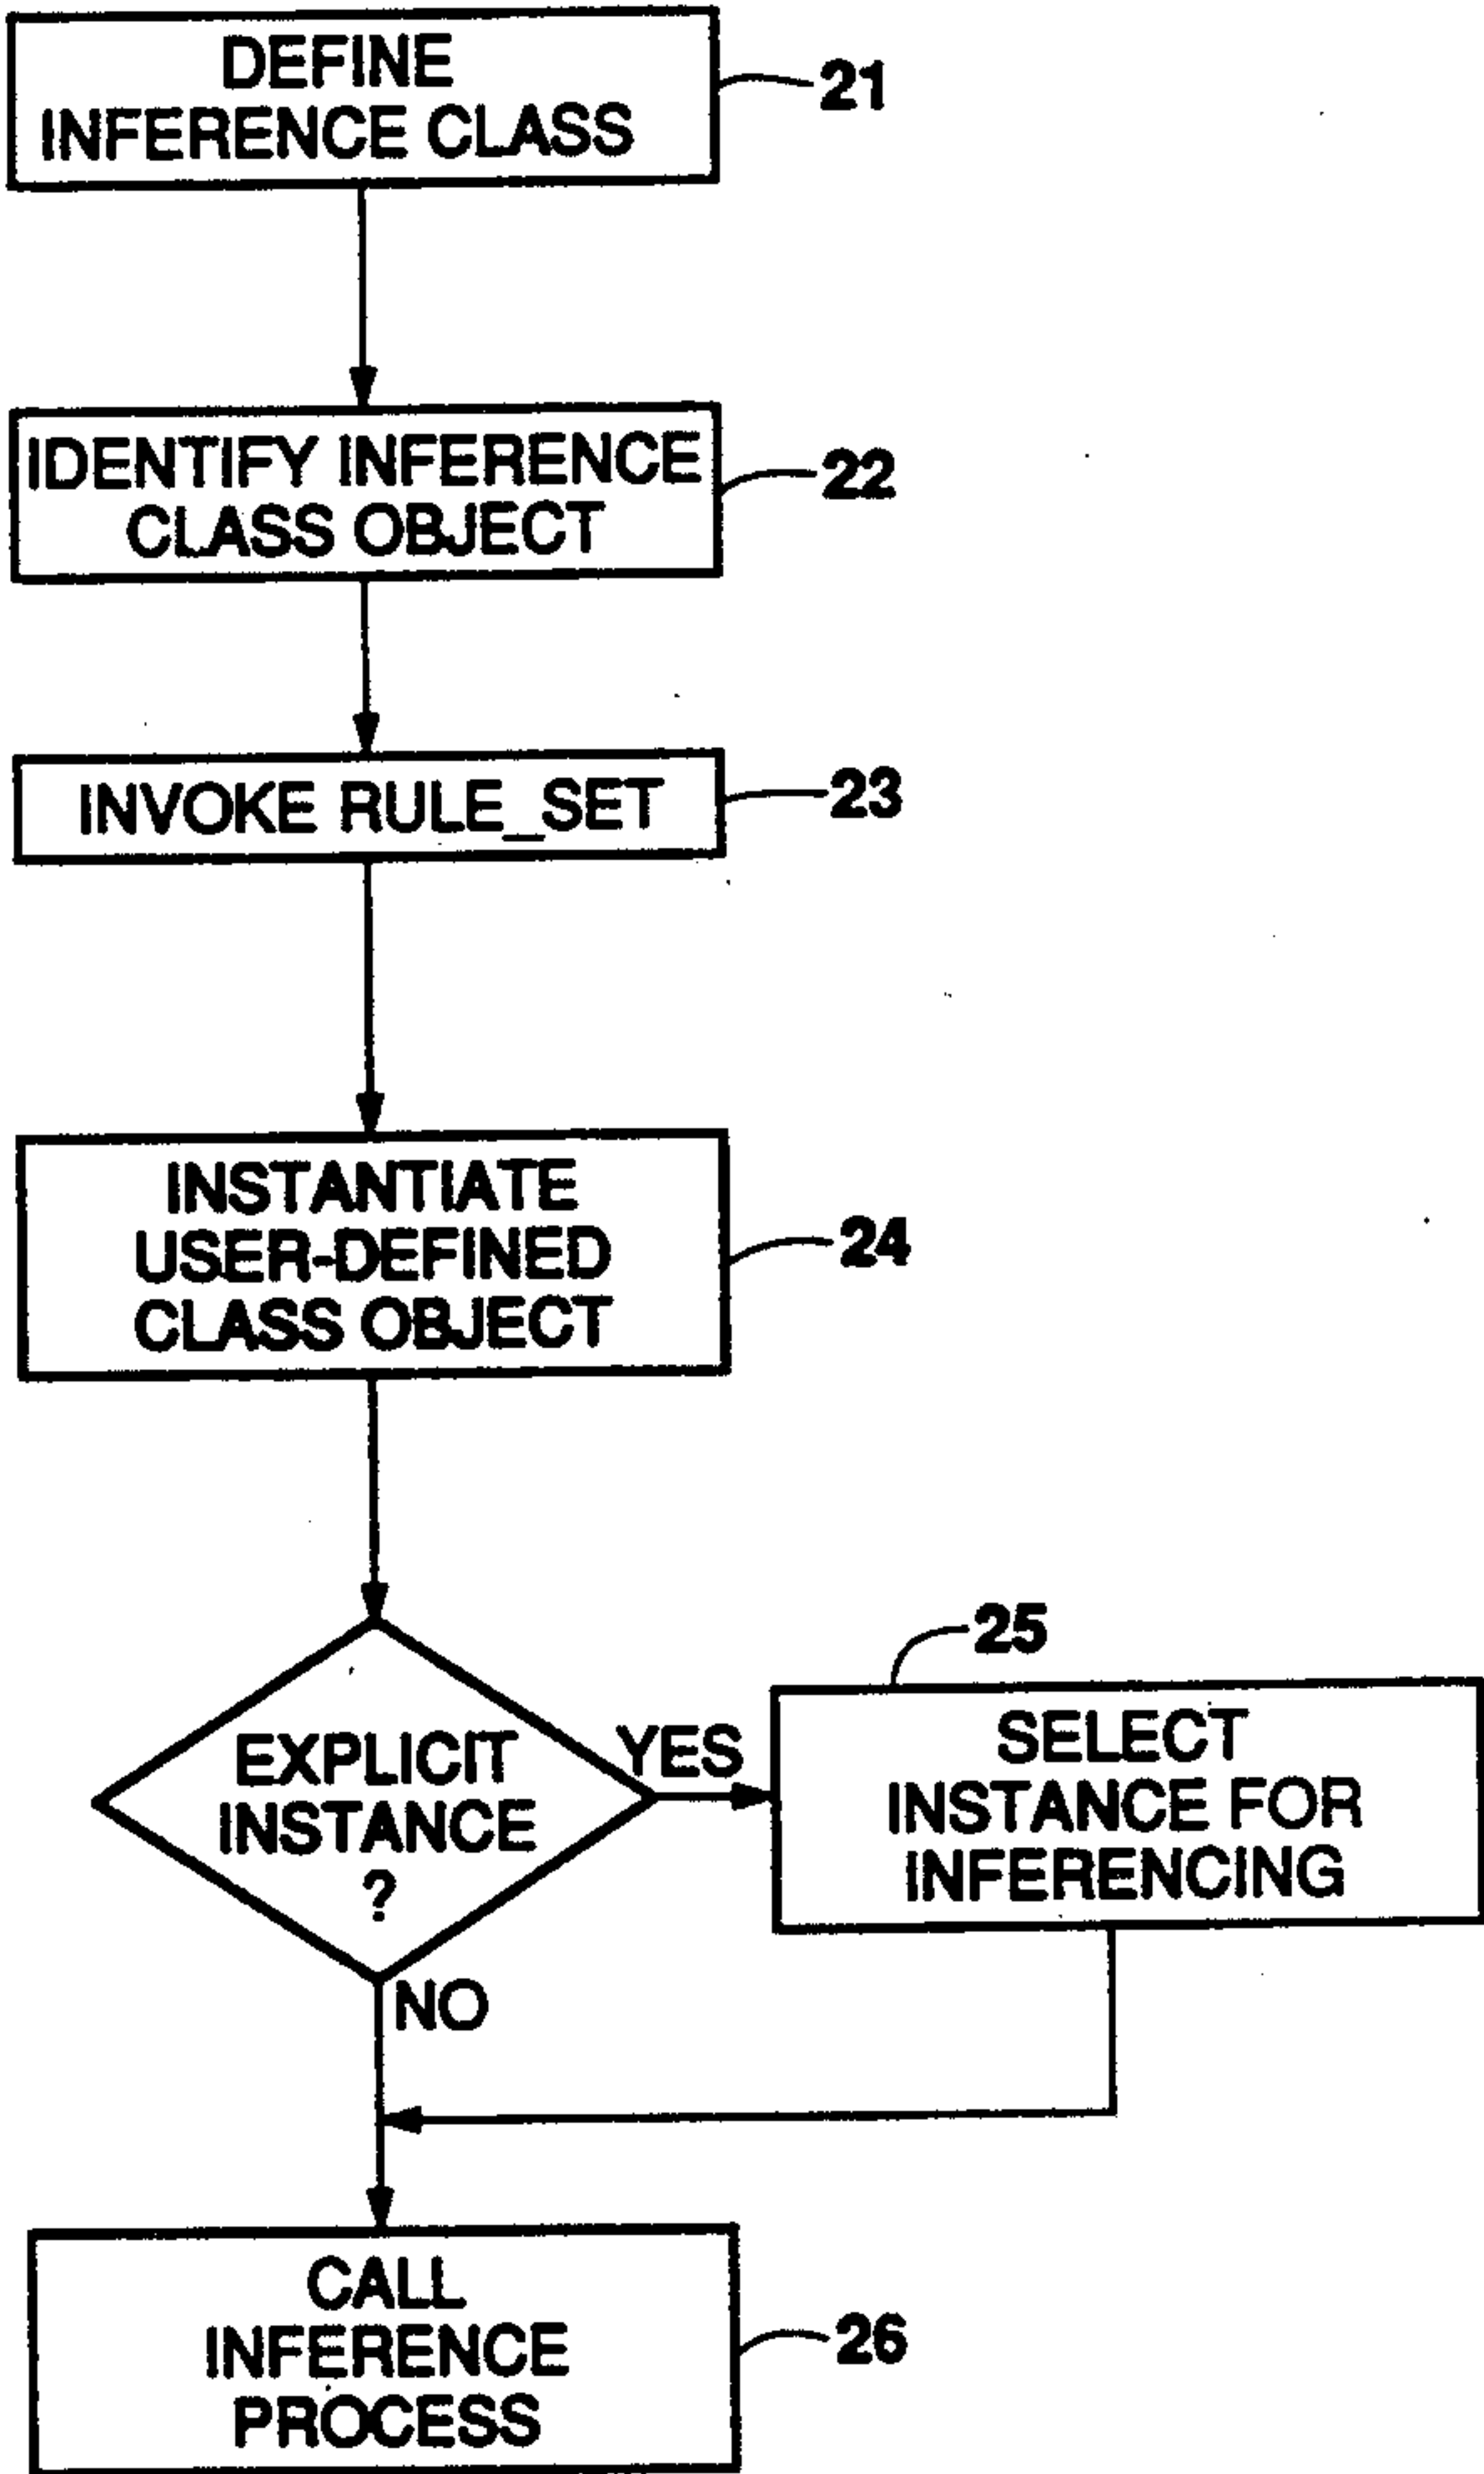 DEFINE
INFERENCE CLASS
21
IDENTIFY INFERENCE
CLASS OBJECT
22
INVOKE RULE_SET
23
INSTANTIATE
USER-DEFINED
CLASS OBJECT
24
EXPLICIT
INSTANCE
?
YES
25
SELECT
INSTANCE FOR
INFERENCING
NO
CALL
INFERENCE
PROCESS
26